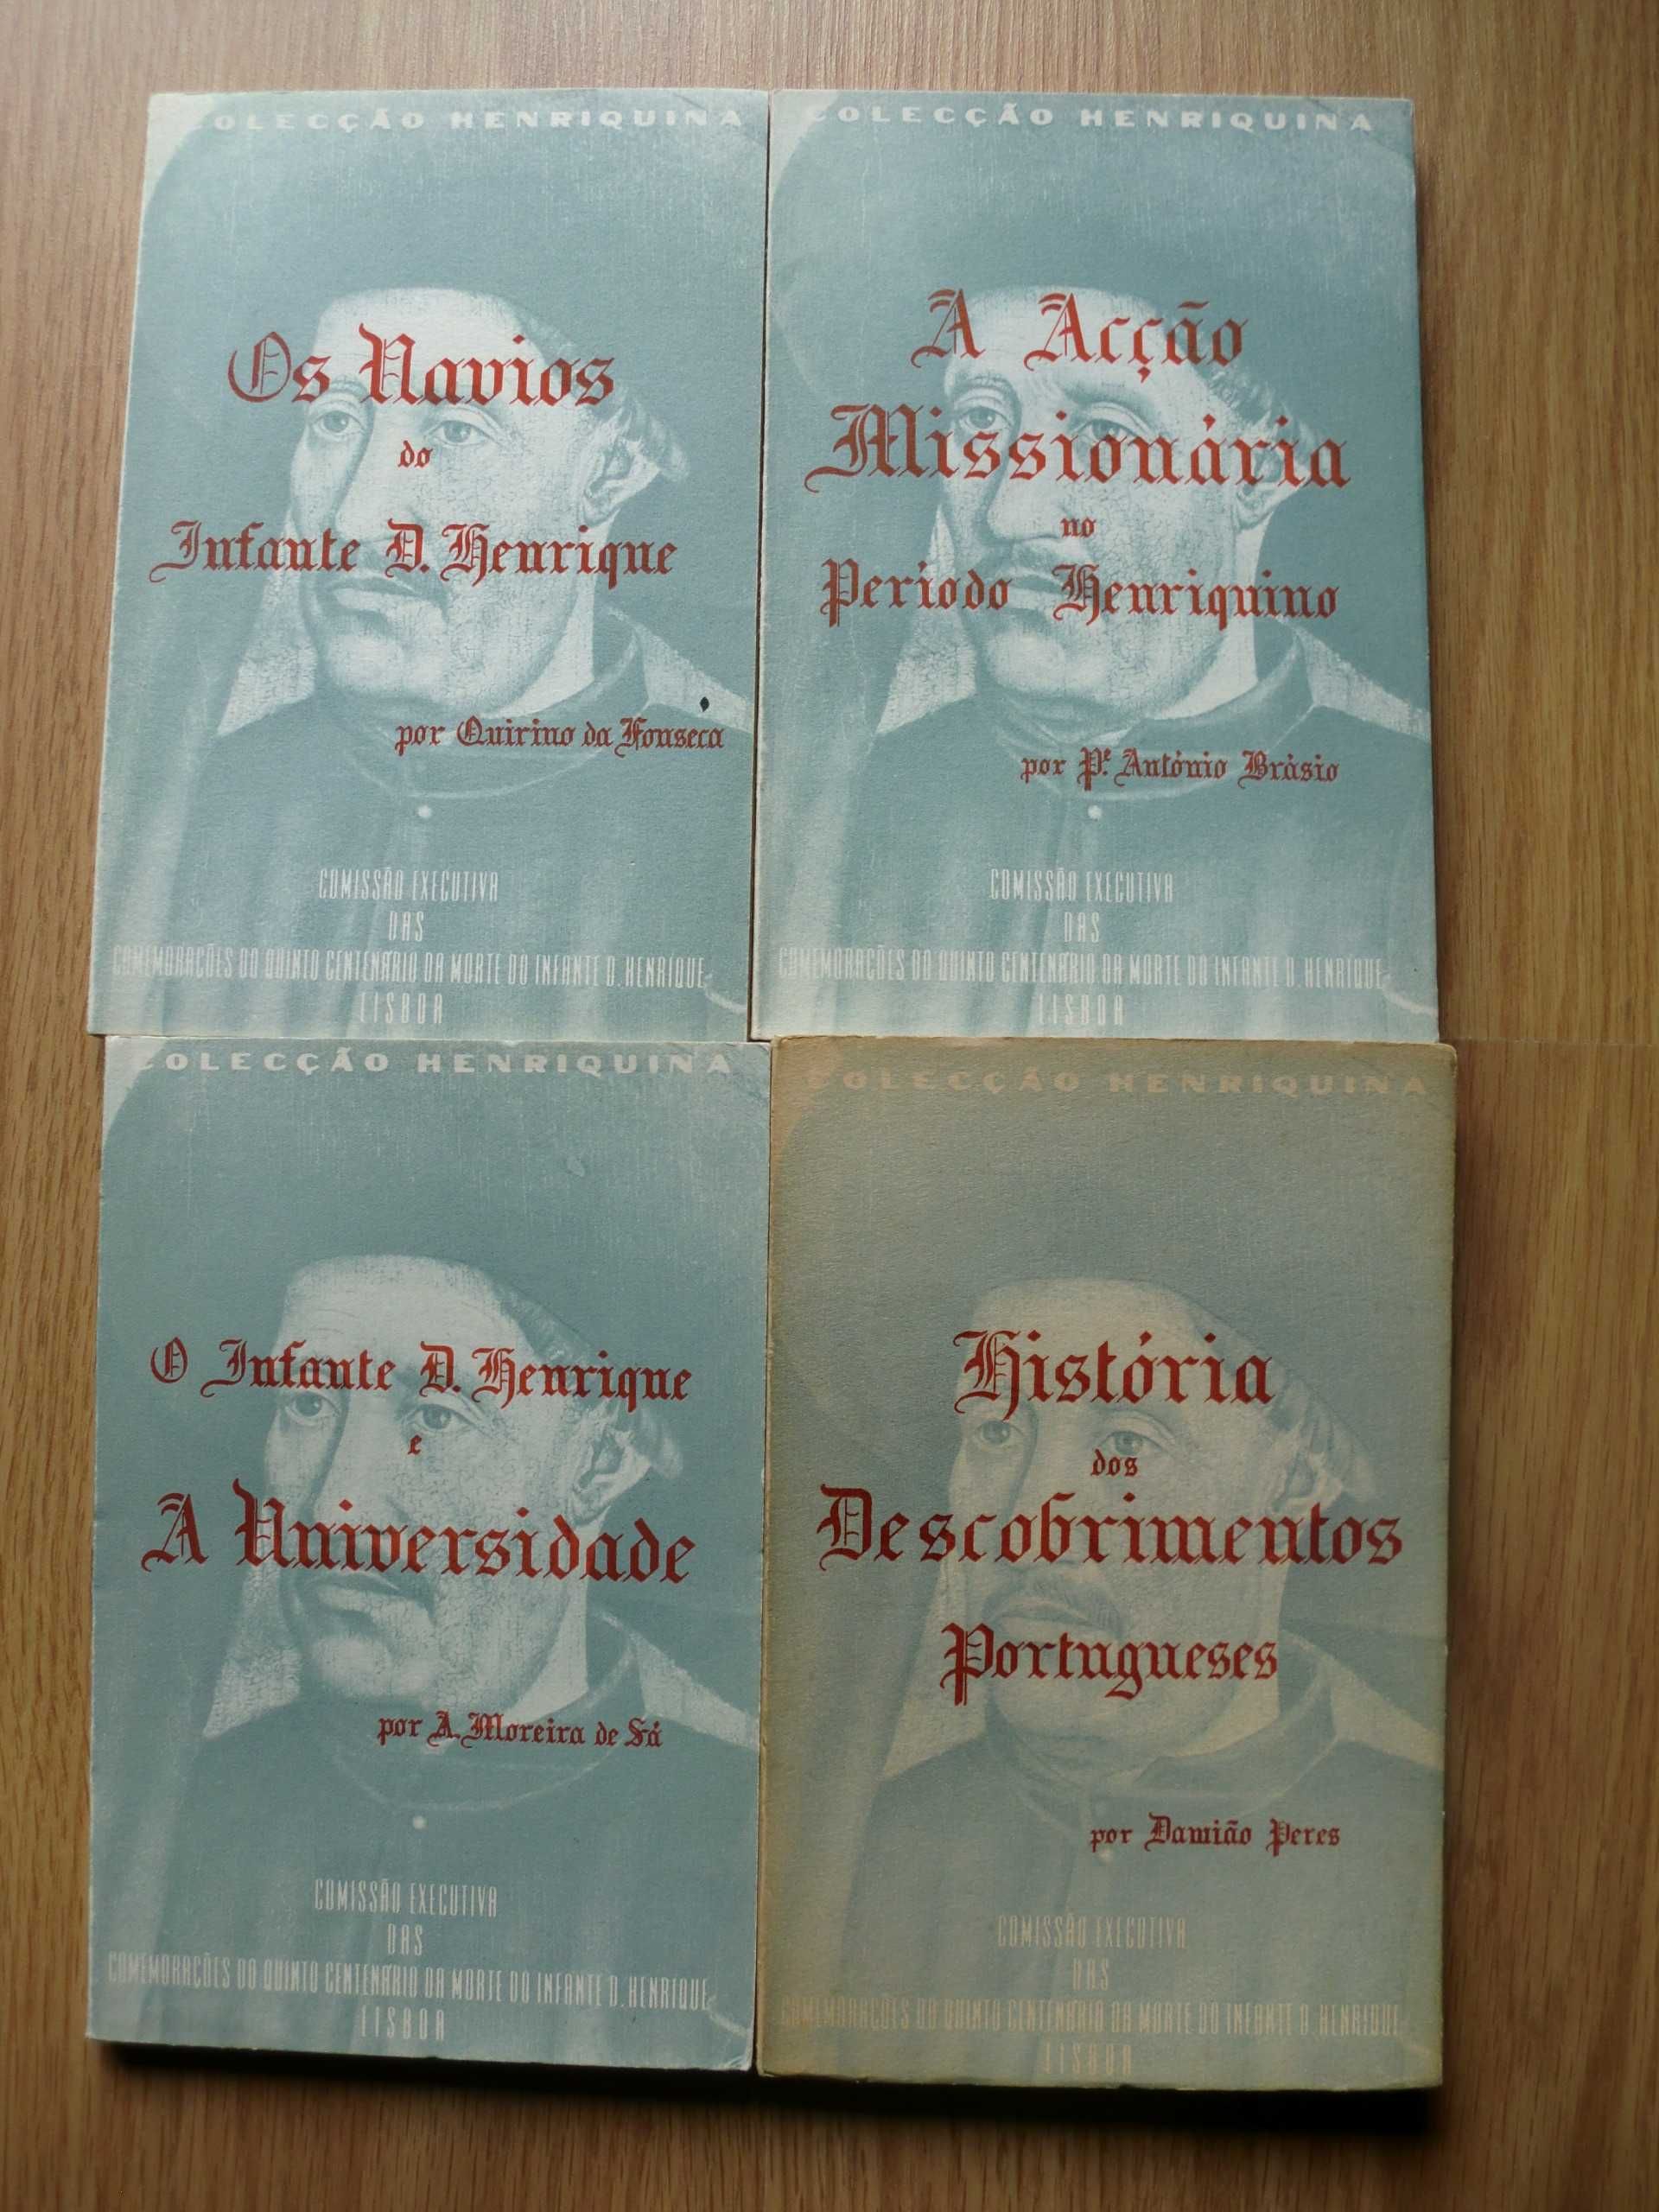 COLECÇÃO HENRIQUINA
Os Navios
do
Infante D. Henrique
por Quirino da Fonseca
COMISSÃO EXECUTIVA
DAS
COMEMORAÇÕES DO QUINTO CENTENÁRIO DA MORTE DO INFANTE D. HENRIQUE
LISBOA
COLECÇÃO HENRIQUINA
A Acção
Missionária
no
Período Henriquino
por Pe. António Brásio
COMISSÃO EXECUTIVA
DAS
COMEMORAÇÕES DO QUINTO CENTENÁRIO DA MORTE DO INFANTE D. HENRIQUE
LISBOA
COLECÇÃO HENRIQUINA
O Infante D. Henrique
e
A Universidade
por A. Moreira de Sá
COMISSÃO EXECUTIVA
DAS
COMEMORAÇÕES DO QUINTO CENTENÁRIO DA MORTE DO INFANTE D. HENRIQUE
LISBOA
COLECÇÃO HENRIQUINA
História
dos
Descobrimentos
Portugueses
por Damião Peres
COMISSÃO EXECUTIVA
DAS
COMEMORAÇÕES DO QUINTO CENTENÁRIO DA MORTE DO INFANTE D. HENRIQUE
LISBOA